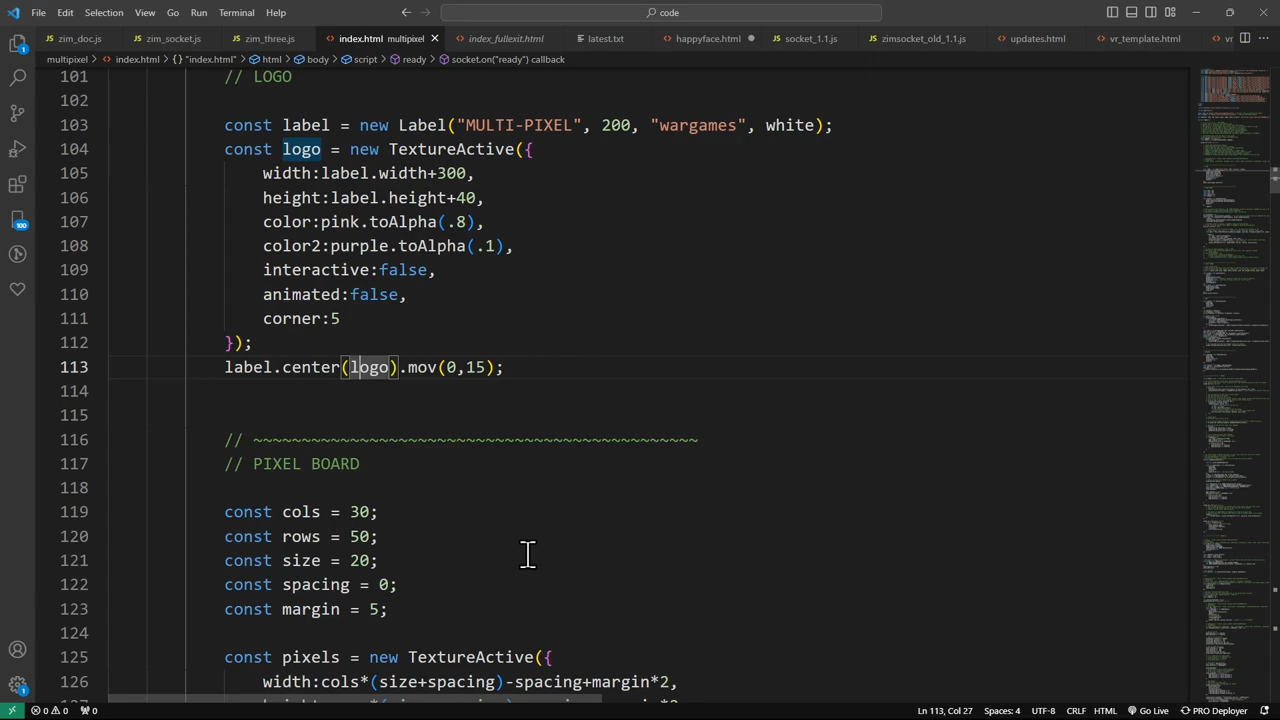 File Edit Selection View Go Run Terminal Help
code
zim_doc.js zim_socket.js zim_three.js index.html multipixel index_fullexit.html latest.txt happyface.html socket_1.1.js zimsocket_old_1.1.js updates.html vr_template.html vr
multipixel > index.html > {} "index.html" > html > body > script > ready > socket.on("ready") callback
101 // LOGO
102
103 const label = new Label("MULTI-PIXEL", 200, "wargames", white);
104 const logo = new TextureActive({
105 width:label.width+300,
106 height:label.height+40,
107 color:pink.toAlpha(.8),
108 color2:purple.toAlpha(.1),
109 interactive:false,
110 animated:false,
111 corner:5
112 });
113 label.center(logo).mov(0,15);
114
115
116 // ~~~~~~~~~~~~~~~~~~~~~~~~~~~~~~~~~~~~~~~~~~~~~~
117 // PIXEL BOARD
118
119 const cols = 30;
120 const rows = 50;
121 const size = 20;
122 const spacing = 0;
123 const margin = 5;
124
125 const pixels = new TextureActive({
126 width:cols*(size+spacing)-spacing+margin*2,
1
100
1
0 0 0 Ln 113, Col 27 Spaces: 4 UTF-8 CRLF HTML Go Live PRO Deployer